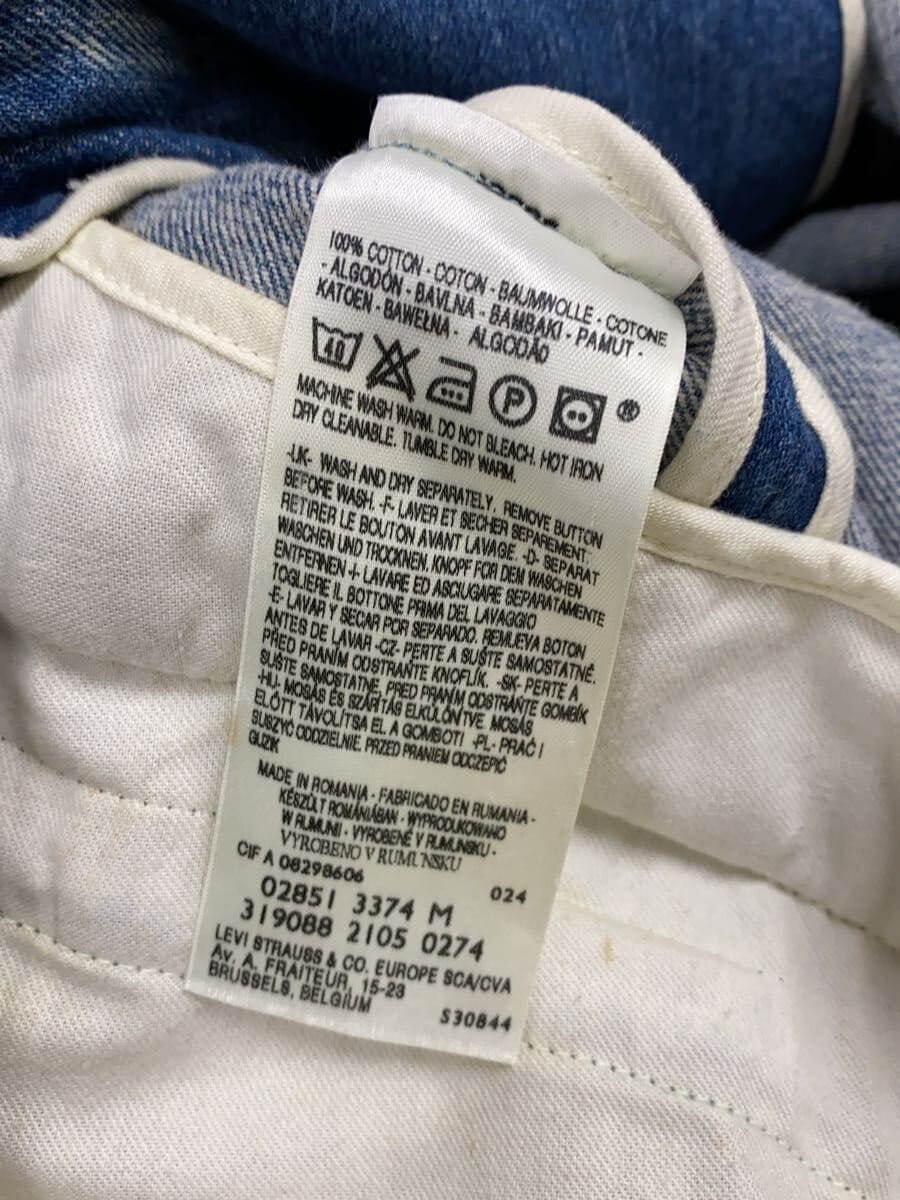 100% COTTON - COTON - BAUMWOLLE - COTONE
- ALGODÓN - BAVLNA - BAMBAKI - PAMUT -
KATOEN - BAWEŁNA - ALGODÃO
40 P ®
MACHINE WASH WARM. DO NOT BLEACH. HOT IRON
DRY CLEANABLE. TUMBLE DRY WARM.
-UK- WASH AND DRY SEPARATELY, REMOVE BUTTON
BEFORE WASH. -F- LAVER ET SECHER SEPAREMENT.
RETIRER LE BOUTON AVANT LAVAGE. -D- SEPARAT
WASCHEN UND TROCKNEN. KNOPF FOR DEM WASCHEN
ENTFERNEN -I- LAVARE ED ASCIUGARE SEPARATAMENTE
TOGLIERE IL BOTTONE PRIMA DEL LAVAGGIO
-E- LAVAR Y SECAR POR SEPARADO. REMUEVA BOTON
ANTES DE LAVAR -CZ- PERTE A SUŠTE SAMOSTATNĚ.
PŘED PRANÍM ODSTRAŇTE KNOFLÍK. -SK- PERTE A
SUŠTE SAMOSTATNE, PRED PRANÍM ODSTRÁŇTE GOMBÍK
-HU- MOSÁS ÉS SZÁRÍTÁS ELKÜLÖNÍTVE. MOSÁS
ELŐTT TÁVOLÍTSA EL A GOMBOT! -PL- PRAĆ I
SUSZYĆ ODDZIELNIE. PRZED PRANIEM ODCZEPIĆ
GUZIK
MADE IN ROMANIA - FABRICADO EN RUMANIA -
KÉSZÜLT ROMÁNIÁBAN - WYPRODUKOWANO
W RUMUNII - VYROBENÉ V RUMUNSKU -
VYROBENO V RUMUNSKU
CIF A 08298606 024
02851 3374 M
319088 2105 0274
LEVI STRAUSS & CO. EUROPE SCA/CVA
Av. A. FRAITEUR, 15-23
BRUSSELS, BELGIUM S30844